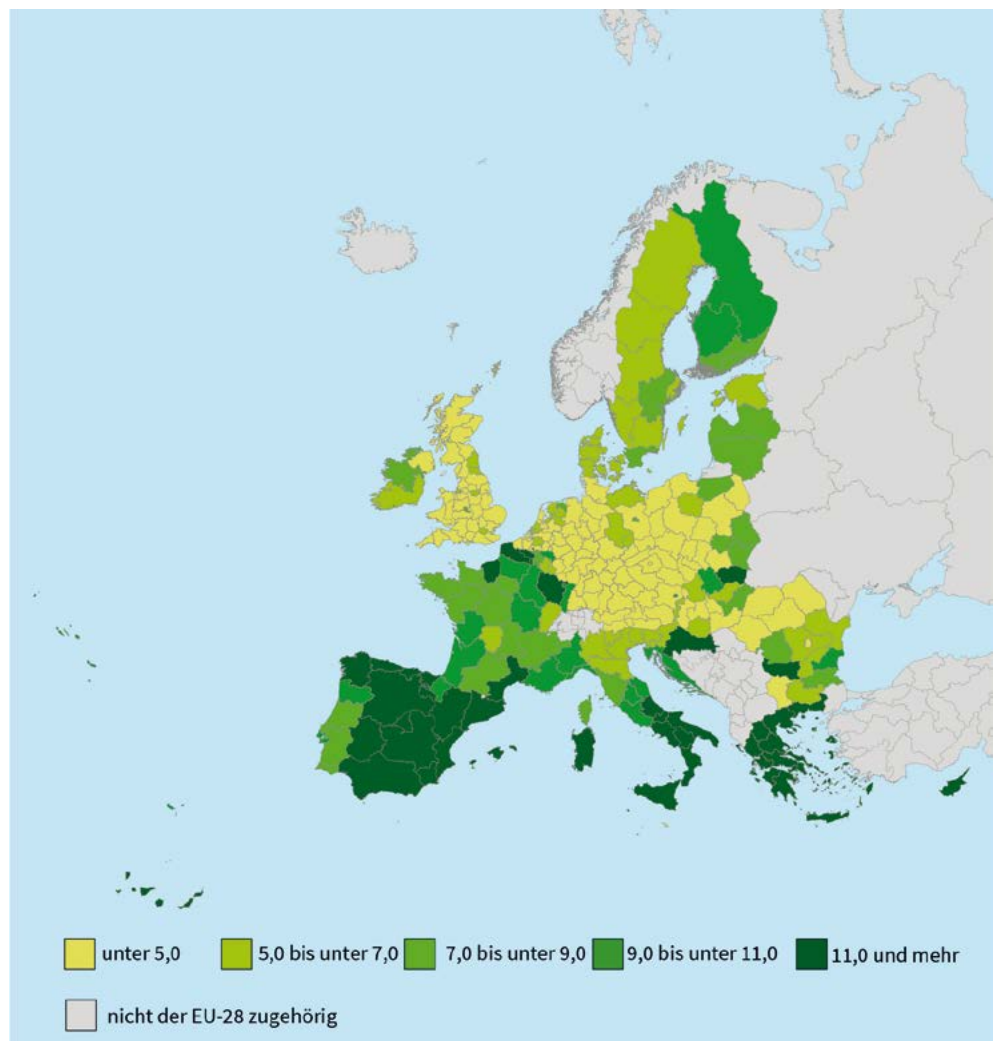 unter 5,0 5,0 bis unter 7,0 7,0 bis unter 9,0 9,0 bis unter 11,0 11,0 und mehr
nicht der EU-28 zugehörig